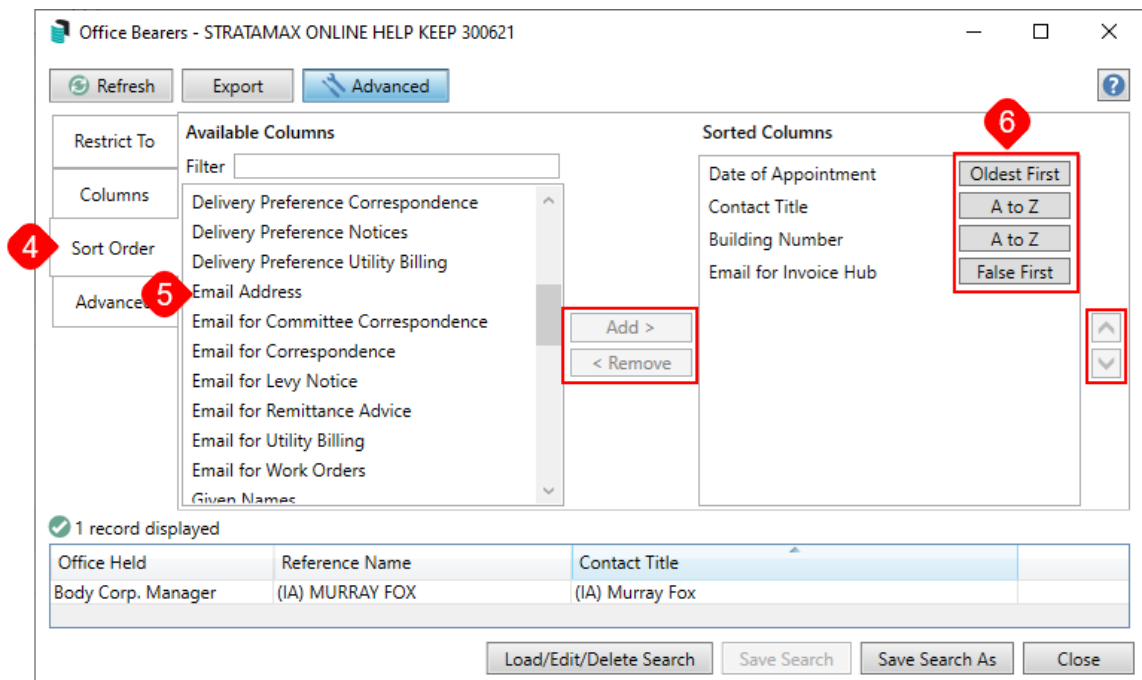 Office Bearers - STRATAMAX ONLINE HELP KEEP 300621
Refresh
Export
Advanced
?
Restrict To
Columns
4
Sort Order
Advance
Available Columns
Filter
Delivery Preference Correspondence
Delivery Preference Notices
Delivery Preference Utility Billing
5
Email Address
Email for Committee Correspondence
Email for Correspondence
Email for Levy Notice
Email for Remittance Advice
Email for Utility Billing
Email for Work Orders
Given Names
Add >
< Remove
Sorted Columns
6
Date of Appointment Oldest First
Contact Title A to Z
Building Number A to Z
Email for Invoice Hub False First
1 record displayed
Office Held Reference Name Contact Title
Body Corp. Manager (IA) MURRAY FOX (IA) Murray Fox
Load/Edit/Delete Search
Save Search
Save Search As
Close